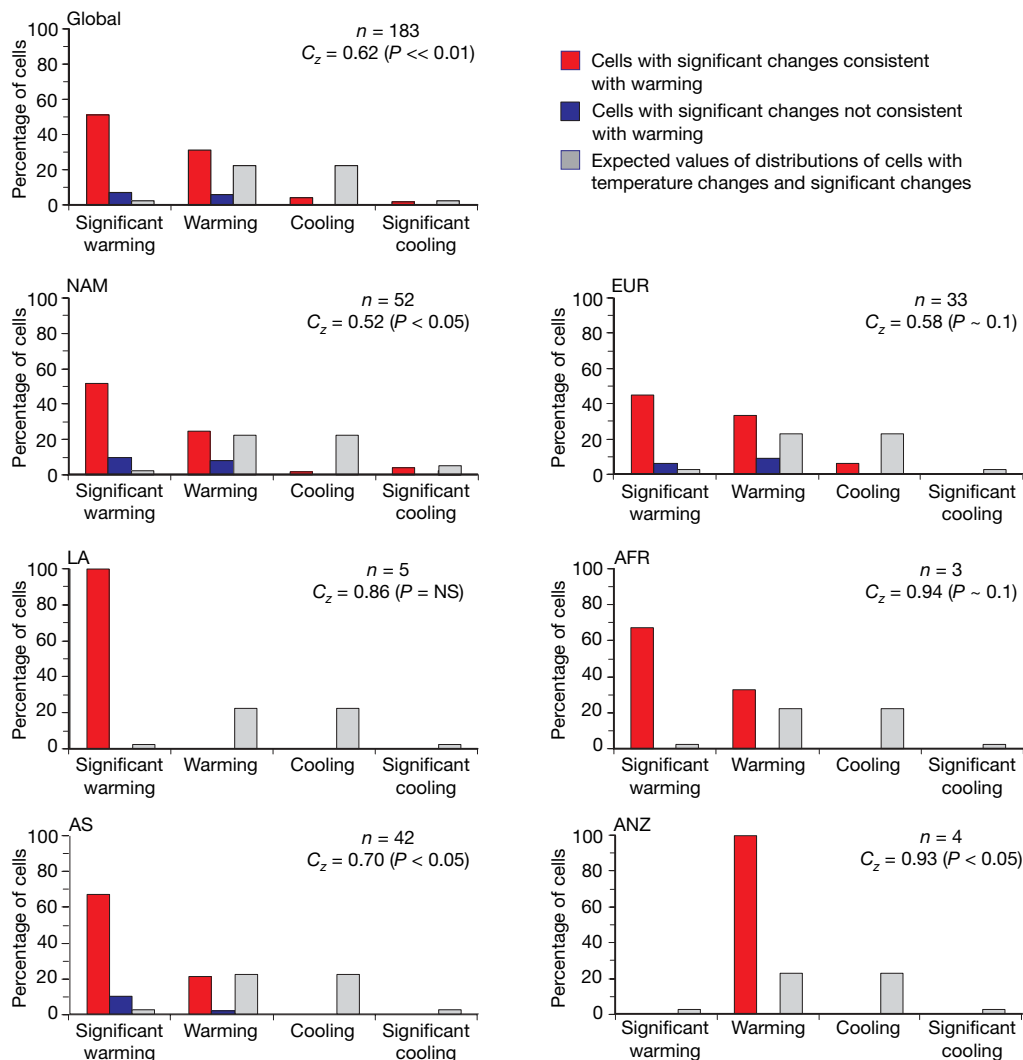 Global
n = 183
Cz = 0.62 (P << 0.01)
Percentage of cells
100
80
60
40
20
0
Significant warming
Warming
Cooling
Significant cooling
Cells with significant changes consistent
with warming
Cells with significant changes not consistent
with warming
Expected values of distributions of cells with
temperature changes and significant changes
NAM
n = 52
Cz = 0.52 (P < 0.05)
Percentage of cells
100
80
60
40
20
0
Significant warming
Warming
Cooling
Significant cooling
EUR
n = 33
Cz = 0.58 (P ~ 0.1)
Percentage of cells
100
80
60
40
20
0
Significant warming
Warming
Cooling
Significant cooling
LA
n = 5
Cz = 0.86 (P = NS)
Percentage of cells
100
80
60
40
20
0
Significant warming
Warming
Cooling
Significant cooling
AFR
n = 3
Cz = 0.94 (P ~ 0.1)
Percentage of cells
100
80
60
40
20
0
Significant warming
Warming
Cooling
Significant cooling
AS
n = 42
Cz = 0.70 (P < 0.05)
Percentage of cells
100
80
60
40
20
0
Significant warming
Warming
Cooling
Significant cooling
ANZ
n = 4
Cz = 0.93 (P < 0.05)
Percentage of cells
100
80
60
40
20
0
Significant warming
Warming
Cooling
Significant cooling